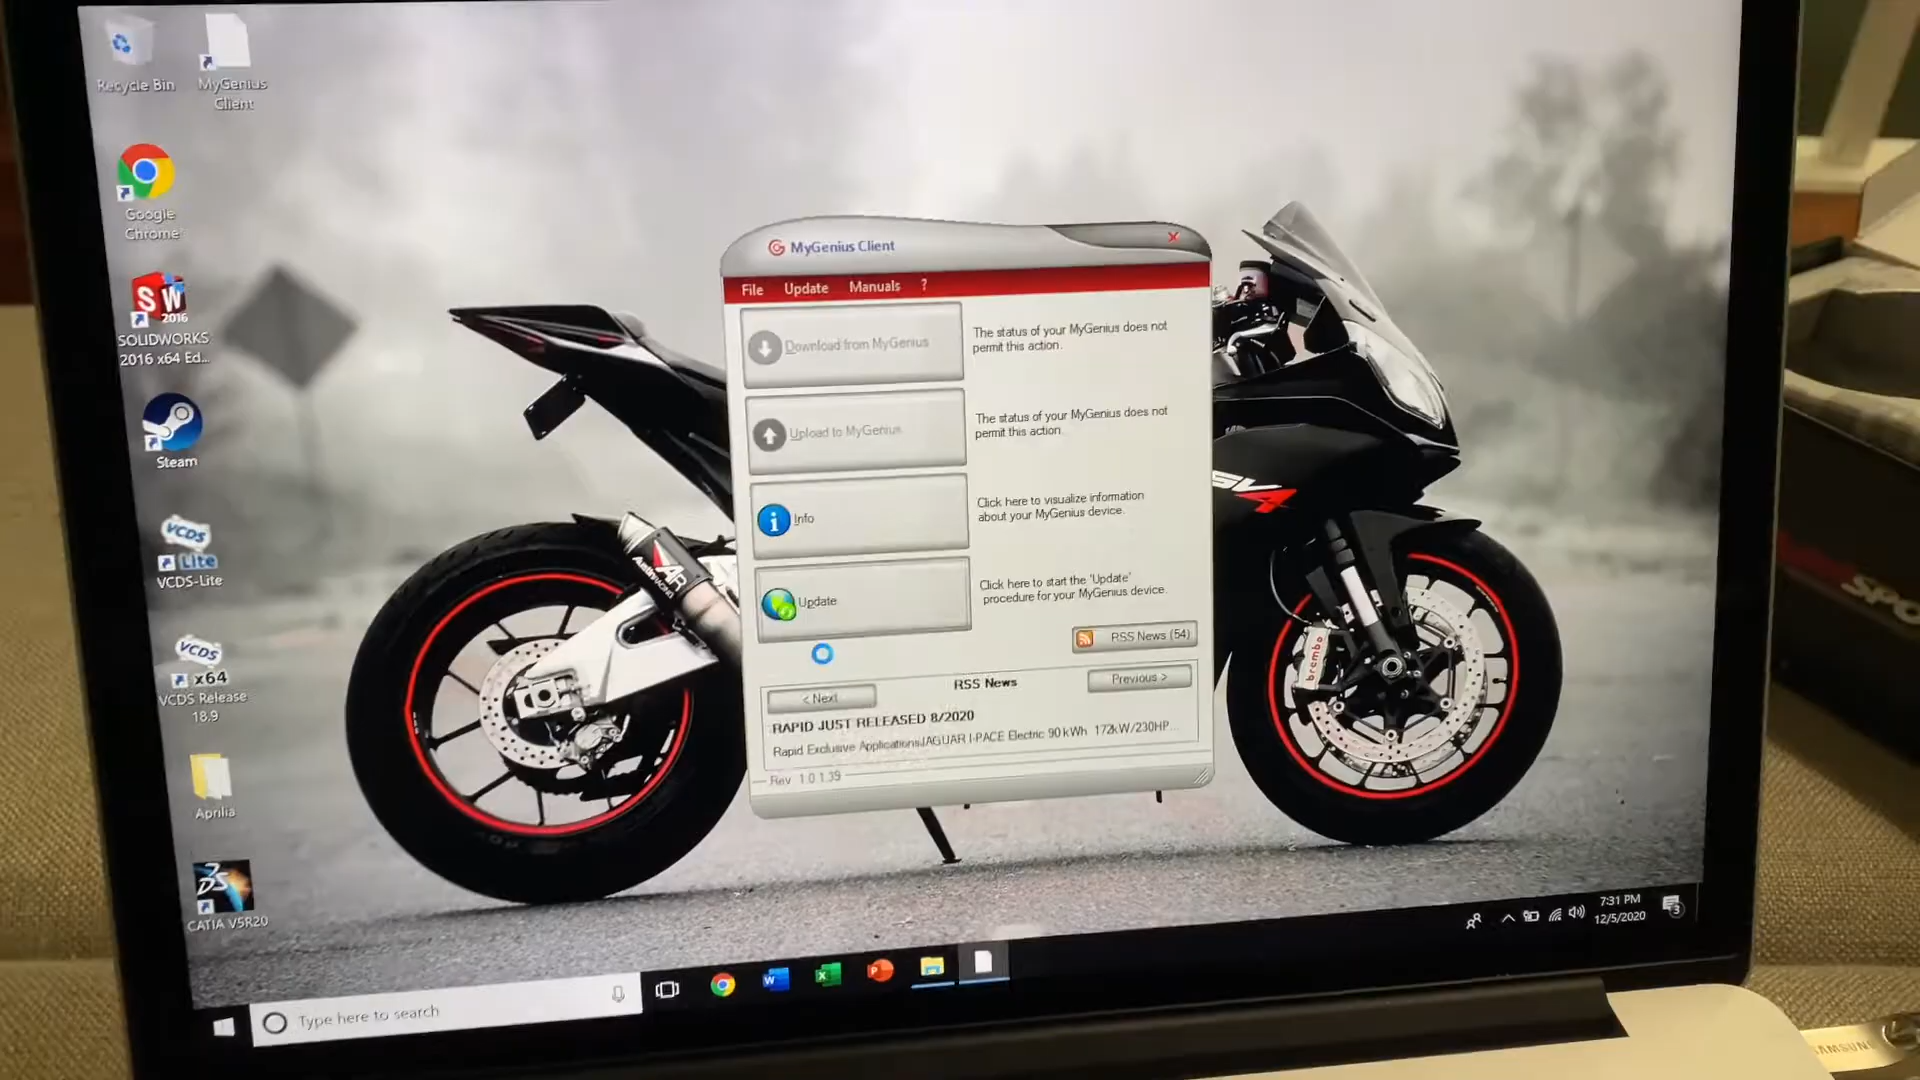 Recycle Bin
MyGenius
Client
Google
Chrome
SW
2016
SOLIDWORKS
2016 x64 Ed...
Steam
VCDS
Lite
VCDS-Lite
VCDS
x64
VCDS Release
18.9
Aprilia
CATIA V5R20
MyGenius Client
File Update Manuals ?
Download from MyGenius
The status of your MyGenius does not
permit this action.
Upload to MyGenius
The status of your MyGenius does not
permit this action.
Info
Click here to visualize information
about your MyGenius device.
Update
Click here to start the 'Update'
procedure for your MyGenius device.
RSS News (54)
< Next
RSS News
Previous >
RAPID JUST RELEASED 8/2020
Rapid Exclusive ApplicationsJAGUAR I-PACE Electric 90 kWh 172kW/230HP...
Rev 1.0.1.39
brembo
7:31 PM
12/5/2020
3
Type here to search
SAMSUNG